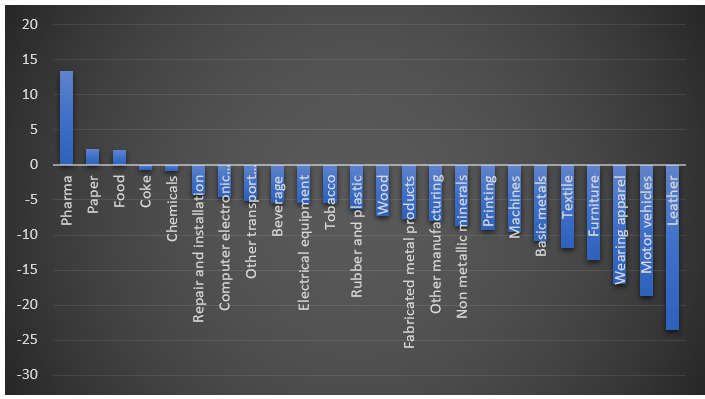 20
15
10
5
0
-5
-10
-15
-20
-25
-30
Pharma
Paper
Food
Coke
Chemicals
Repair and installation
Computer electronic...
Other transport...
Beverage
Electrical equipment
Tobacco
Rubber and plastic
Wood
Fabricated metal products
Other manufacturing
Non metallic minerals
Printing
Machines
Basic metals
Textile
Furniture
Wearing apparel
Motor vehicles
Leather